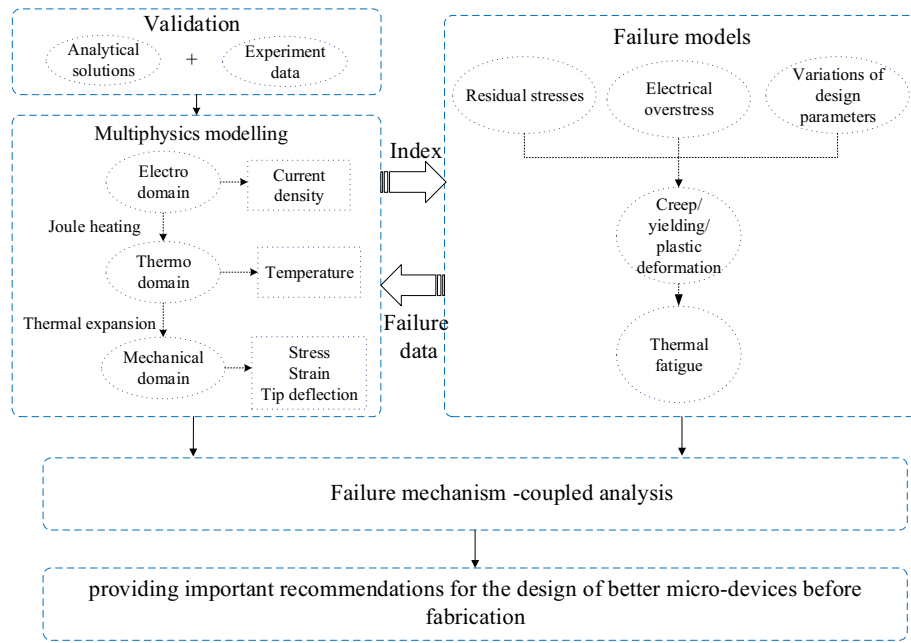 Validation
Analytical
solutions
+
Experiment
data
Multiphysics modelling
Electro
domain
Current
density
Joule heating
Thermo
domain
Temperature
Thermal expansion
Mechanical
domain
Stress
Strain
Tip deflection
Index
Failure
data
Failure models
Residual stresses
Electrical
overstress
Variations of
design
parameters
Creep/
yielding/
plastic
deformation
Thermal
fatigue
Failure mechanism -coupled analysis
providing important recommendations for the design of better micro-devices before
fabrication